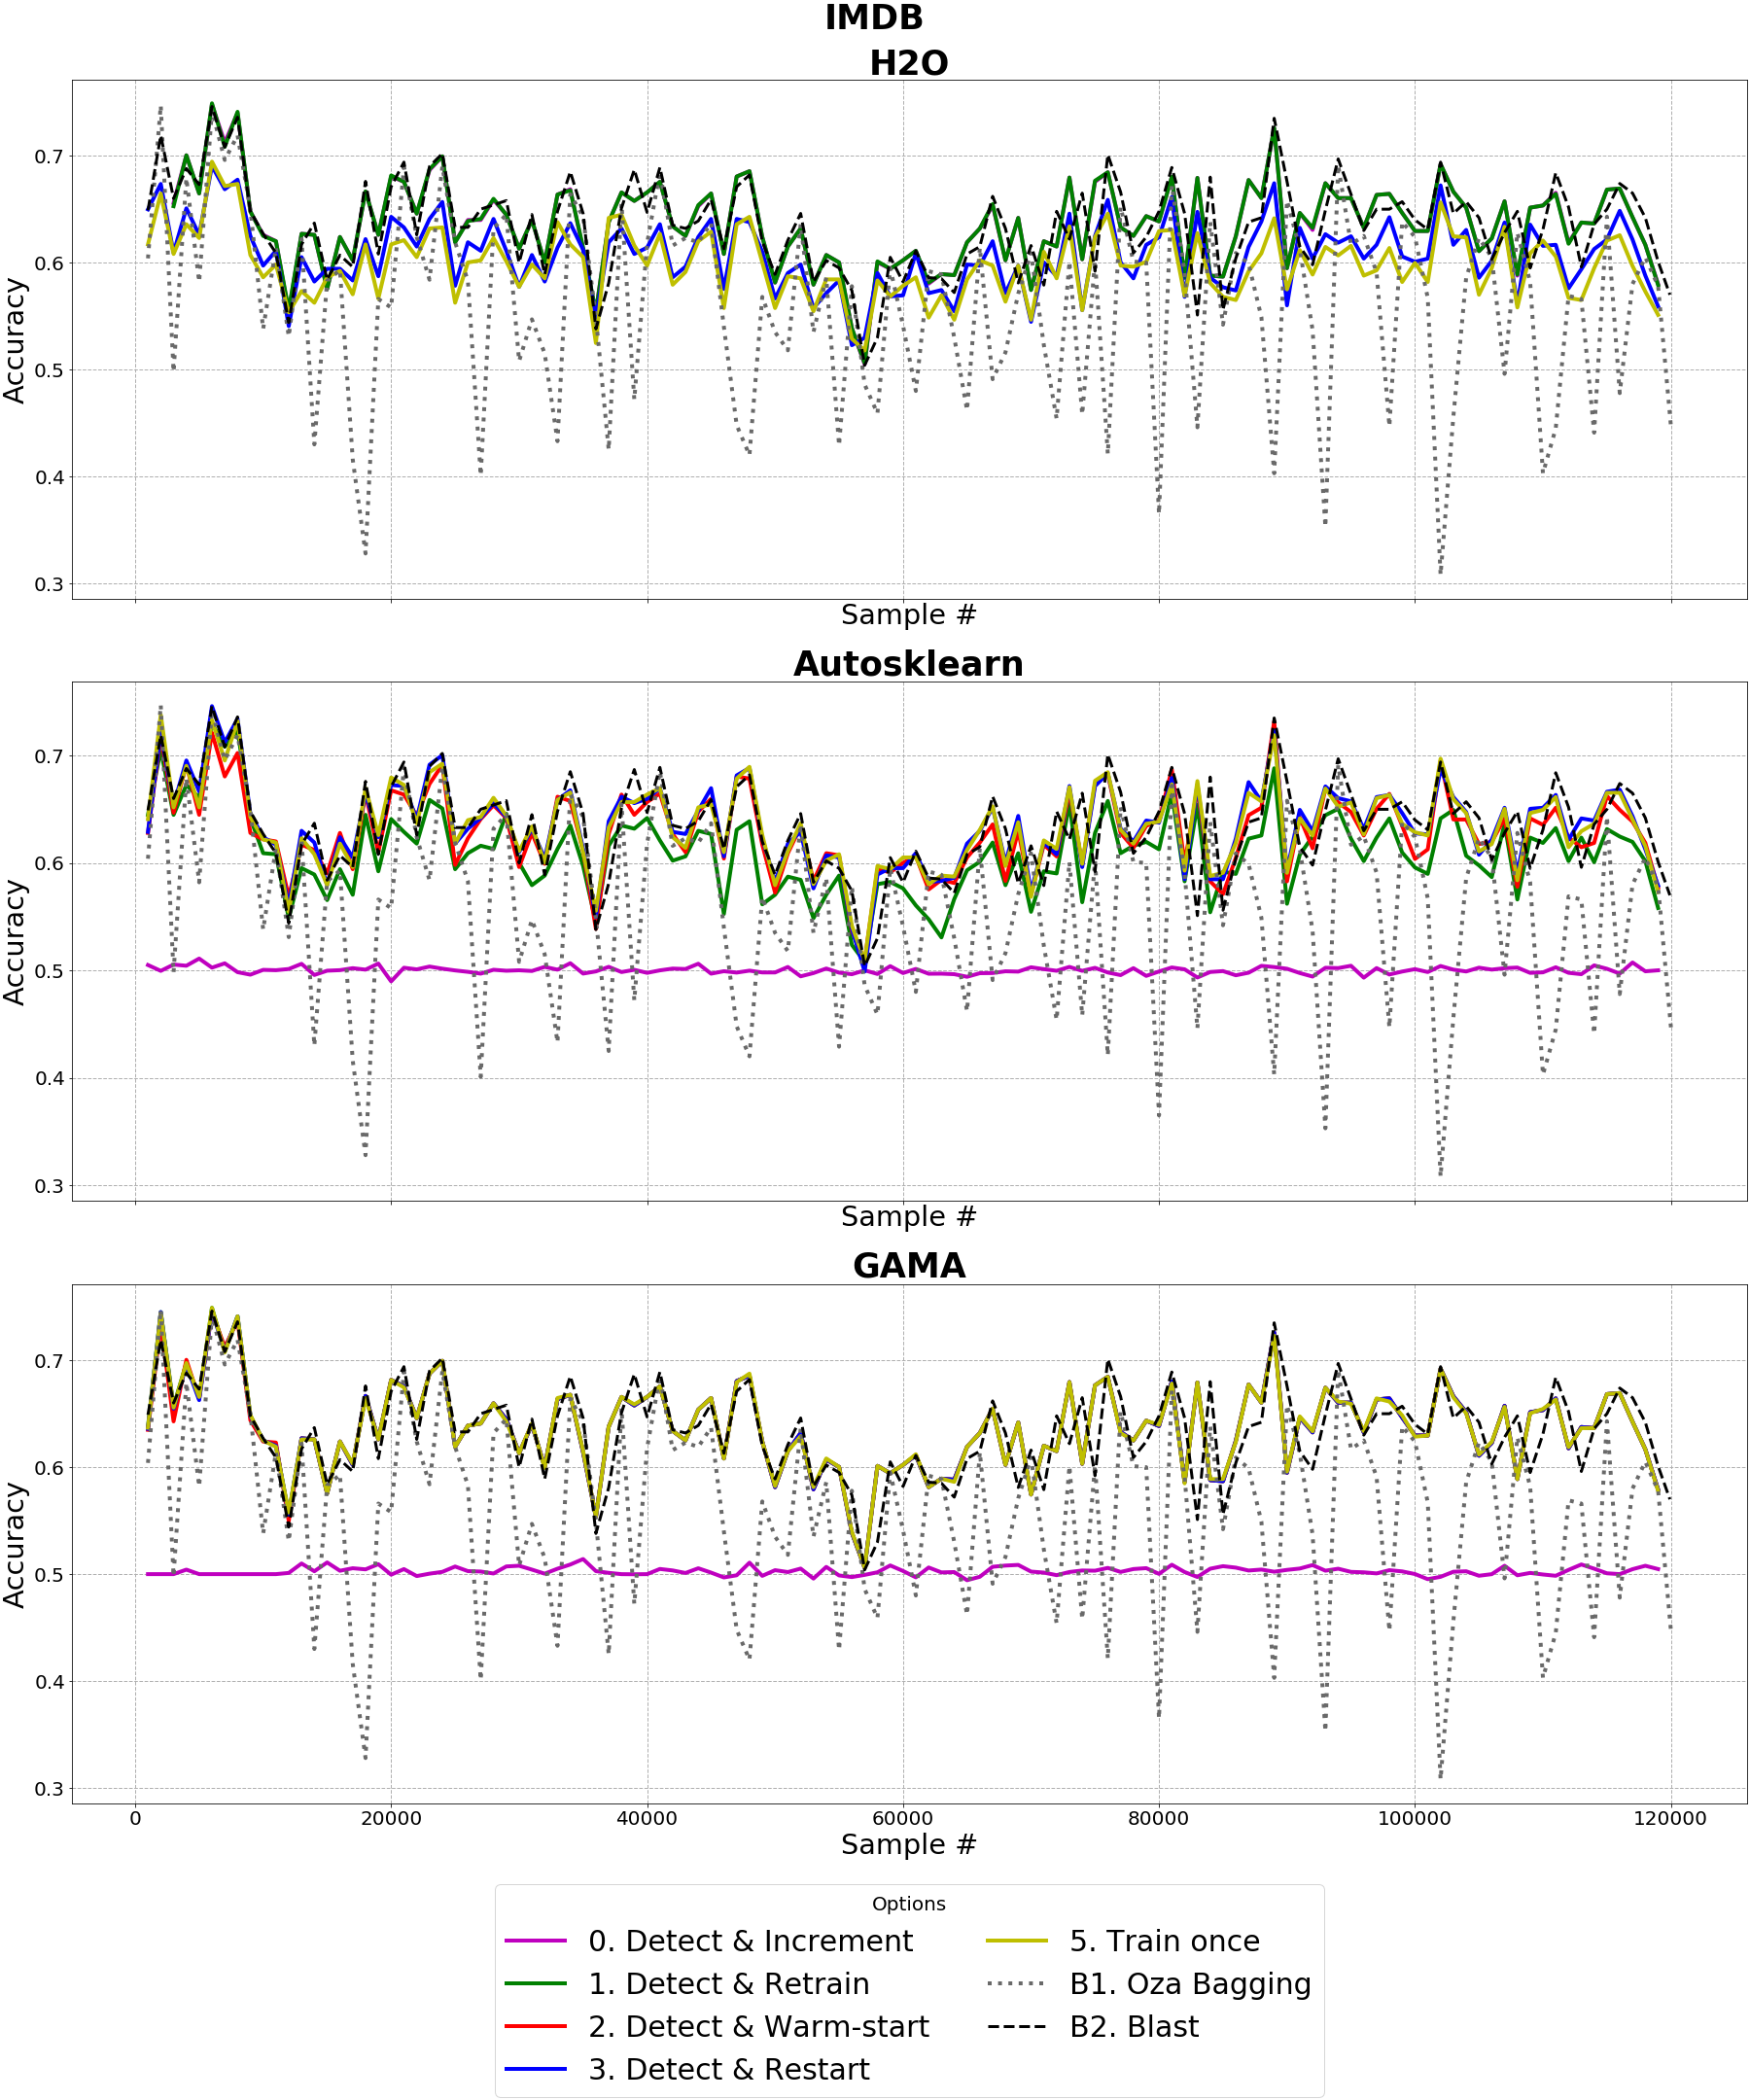 IMDB
H2O
0.7
0.6
0.5
0.4
0.3
Accuracy
Sample #
Autosklearn
0.7
0.6
0.5
0.4
0.3
Accuracy
Sample #
GAMA
0.7
0.6
0.5
0.4
0.3
Accuracy
0 20000 40000 60000 80000 100000 120000
Sample #
Options
0. Detect & Increment
1. Detect & Retrain
2. Detect & Warm-start
3. Detect & Restart
5. Train once
B1. Oza Bagging
B2. Blast